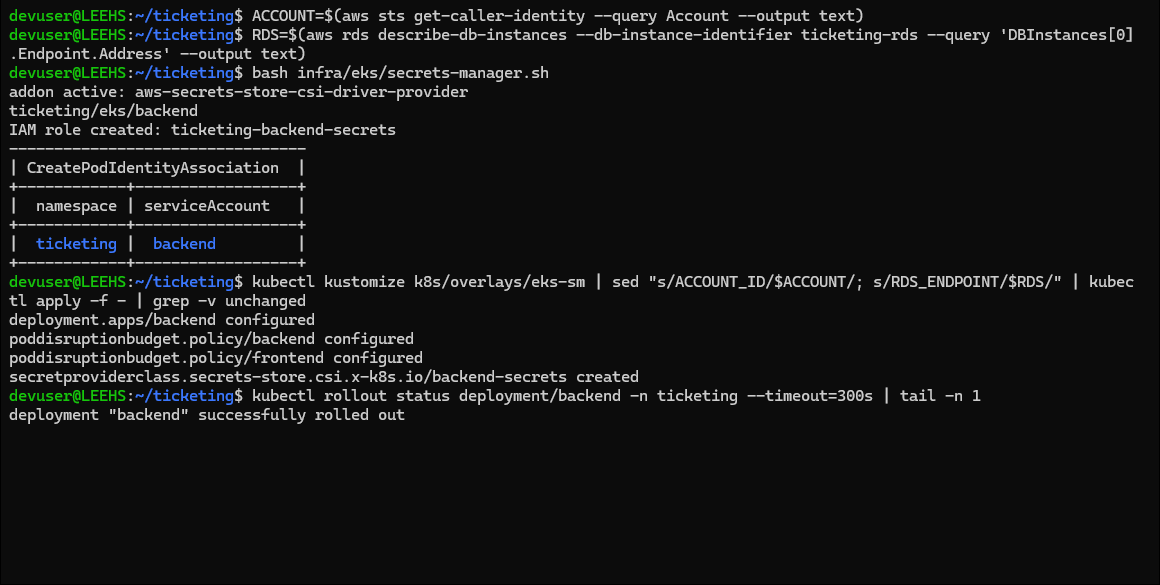 devuser@LEEHS:~/ticketing$ ACCOUNT=$(aws sts get-caller-identity --query Account --output text)
devuser@LEEHS:~/ticketing$ RDS=$(aws rds describe-db-instances --db-instance-identifier ticketing-rds --query 'DBInstances[0]
.Endpoint.Address' --output text)
devuser@LEEHS:~/ticketing$ bash infra/eks/secrets-manager.sh
addon active: aws-secrets-store-csi-driver-provider
ticketing/eks/backend
IAM role created: ticketing-backend-secrets
---------------------------------
| CreatePodIdentityAssociation  |
+------------+------------------+
|  namespace | serviceAccount   |
+------------+------------------+
|  ticketing |  backend         |
+------------+------------------+
devuser@LEEHS:~/ticketing$ kubectl kustomize k8s/overlays/eks-sm | sed "s/ACCOUNT_ID/$ACCOUNT/; s/RDS_ENDPOINT/$RDS/" | kubec
tl apply -f - | grep -v unchanged
deployment.apps/backend configured
poddisruptionbudget.policy/backend configured
poddisruptionbudget.policy/frontend configured
secretproviderclass.secrets-store.csi.x-k8s.io/backend-secrets created
devuser@LEEHS:~/ticketing$ kubectl rollout status deployment/backend -n ticketing --timeout=300s | tail -n 1
deployment "backend" successfully rolled out